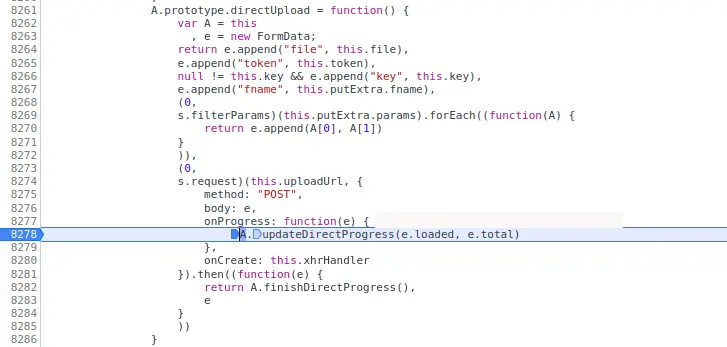 8261 A.prototype.directUpload = function() {
8262 var A = this
8263 , e = new FormData;
8264 return e.append("file", this.file),
8265 e.append("token", this.token),
8266 null != this.key && e.append("key", this.key),
8267 e.append("fname", this.putExtra.fname),
8268 (0,
8269 s.filterParams)(this.putExtra.params).forEach((function(A) {
8270 return e.append(A[0], A[1])
8271 }
8272 )),
8273 (0,
8274 s.request)(this.uploadUrl, {
8275 method: "POST",
8276 body: e,
8277 onProgress: function(e) {
8278 A.updateDirectProgress(e.loaded, e.total)
8279 },
8280 onCreate: this.xhrHandler
8281 }).then((function(e) {
8282 return A.finishDirectProgress(),
8283 e
8284 }
8285 ))
8286 }